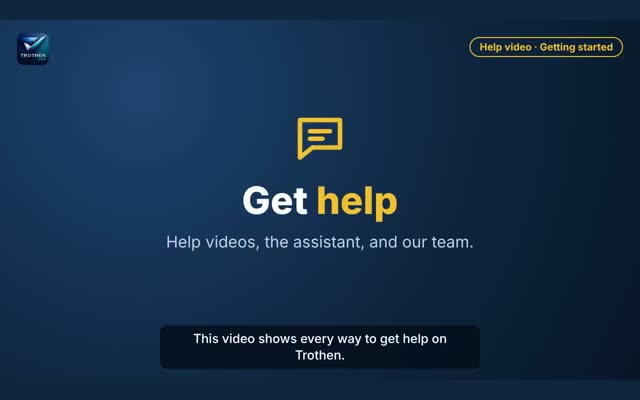 TROTHEN
Help video · Getting started
Get help
Help videos, the assistant, and our team.
This video shows every way to get help on
Trothen.